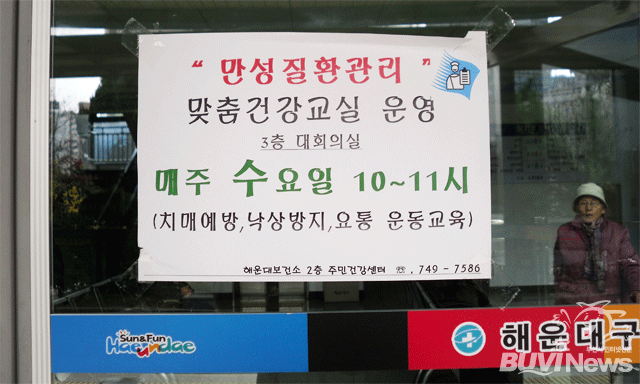 " 만성질환관리 "
맞춤건강교실 운영
3층 대회의실
매주 수요일 10~11시
(치매예방,낙상방지,요통 운동교육)
해운대보건소 2층 주민건강센터 ☏. 749-7586
Sun&Fun
Haeundae
해운대구
BUVI News